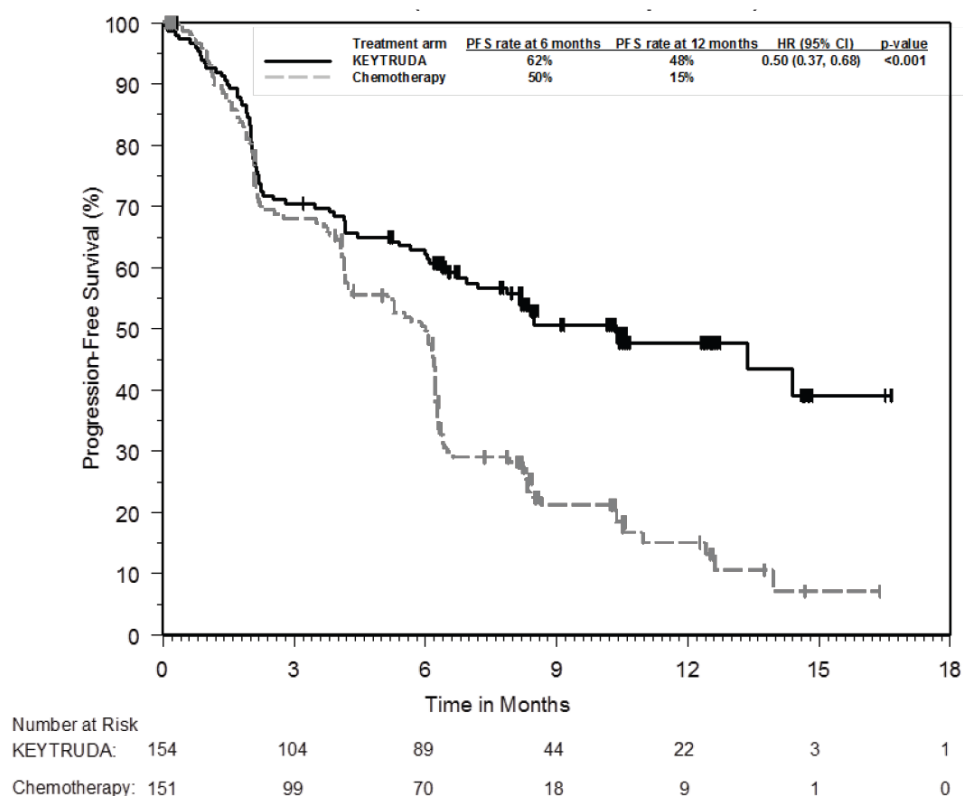 Treatment arm PFS rate at 6 months PFS rate at 12 months HR (95% CI) p-value
KEYTRUDA 62% 48% 0.50 (0.37, 0.68) <0.001
Chemotherapy 50% 15%
Progression-Free Survival (%)
100
90
80
70
60
50
40
30
20
10
0
0 3 6 9 12 15 18
Time in Months
Number at Risk
KEYTRUDA: 154 104 89 44 22 3 1
Chemotherapy: 151 99 70 18 9 1 0